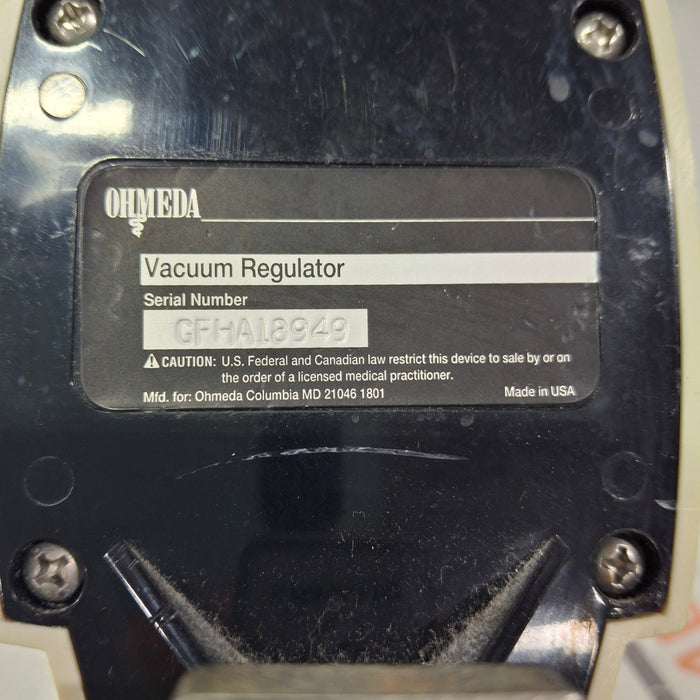 OHMEDA
Vacuum Regulator
Serial Number
GFHA18949
⚠ CAUTION: U.S. Federal and Canadian law restrict this device to sale by or on
the order of a licensed medical practitioner.
Mfd. for: Ohmeda Columbia MD 21046 1801
Made in USA